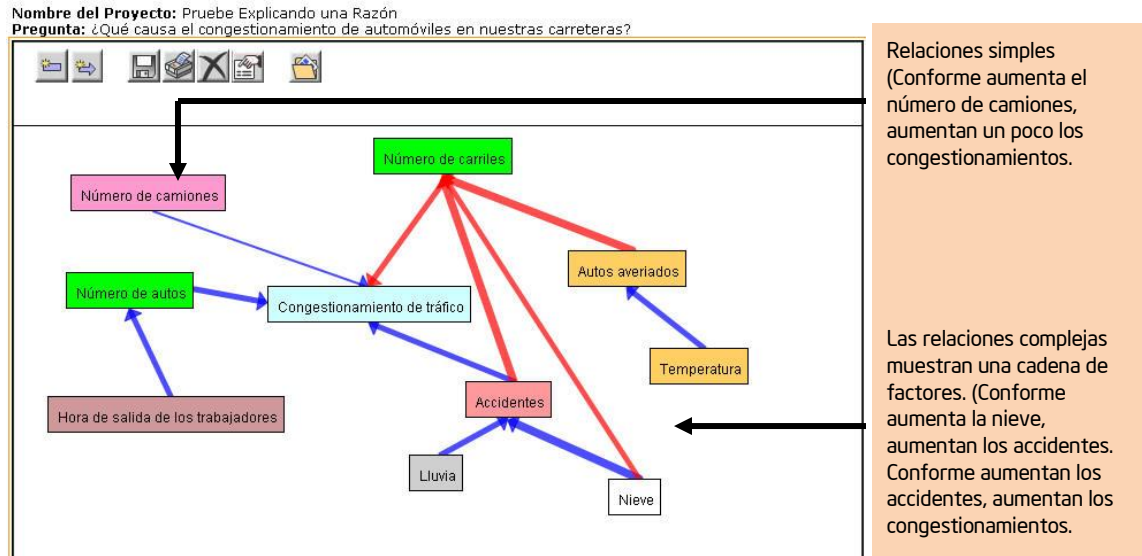 Nombre del Proyecto: Pruebe Explicando una Razón
Pregunta: ¿Qué causa el congestionamiento de automóviles en nuestras carreteras?
Relaciones simples
(Conforme aumenta el
número de camiones,
aumentan un poco los
congestionamientos.
Número de carriles
Número de camiones
Autos averiados
Número de autos
Congestionamiento de tráfico
Temperatura
Accidentes
Hora de salida de los trabajadores
Lluvia
Nieve
Las relaciones complejas
muestran una cadena de
factores. (Conforme
aumenta la nieve,
aumentan los accidentes.
Conforme aumentan los
accidentes, aumentan los
congestionamientos.